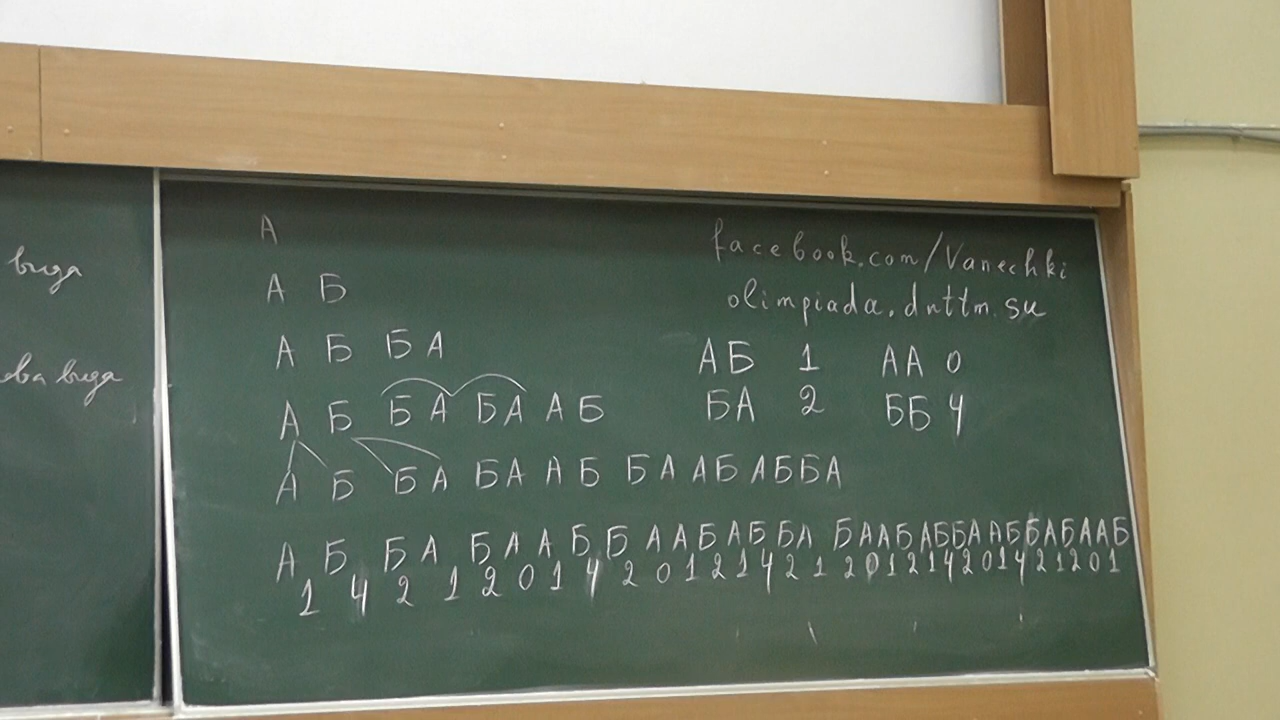 вида
ва вида
А
А Б
А Б Б А
А Б Б А Б А А Б
А Б Б А Б А А Б Б А А Б А Б Б А
А Б Б А Б А А Б Б А А Б А Б Б А Б А А Б А Б Б А А Б Б А Б А А Б
1 4 2 1 2 0 1 4 2 0 1 2 1 4 2 1 2 0 1 2 1 4 2 0 1 4 2 1 2 0 1
facebook.com/Vanechki
olimpiada.dnttm.su
АБ 1 АА 0
БА 2 ББ 4